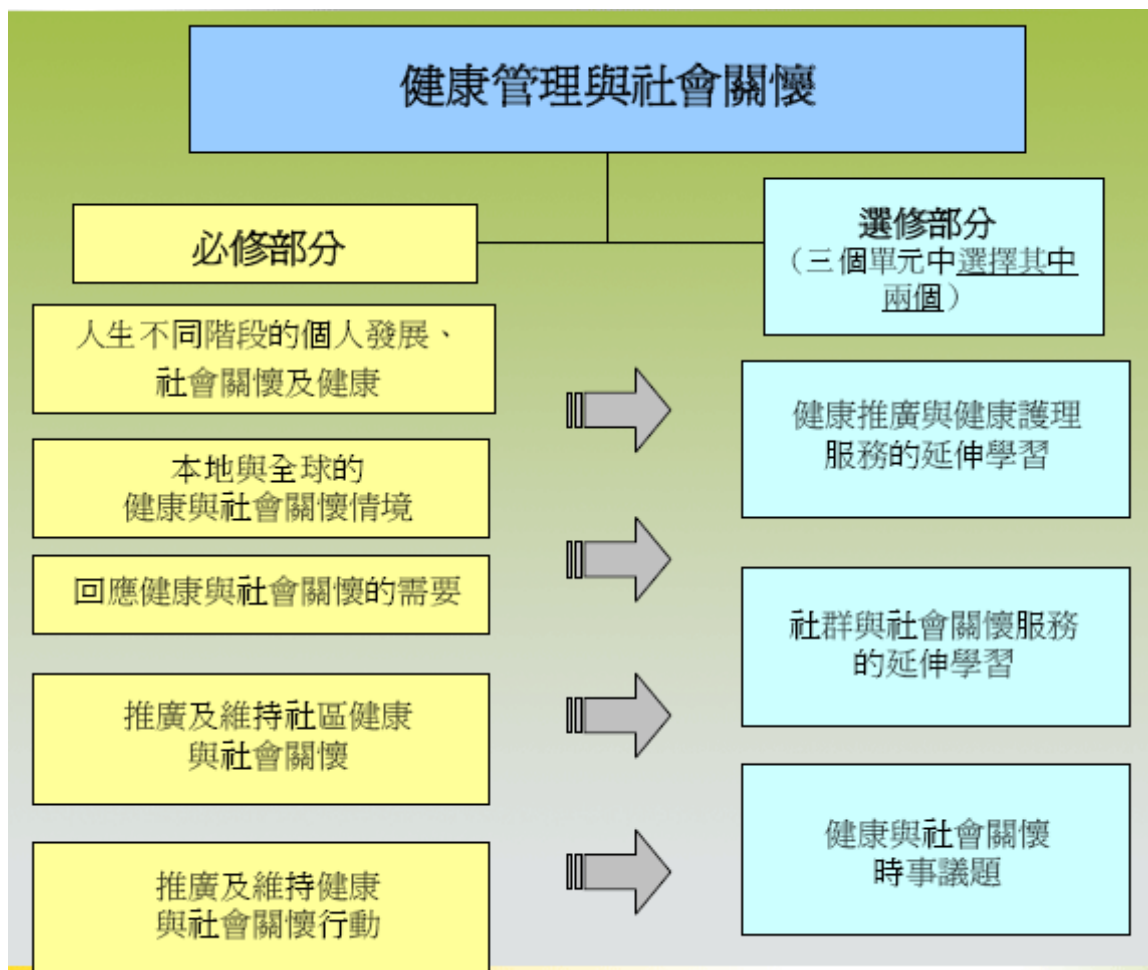 健康管理與社會關懷
必修部分
人生不同階段的個人發展、
社會關懷及健康
本地與全球的
健康與社會關懷情境
回應健康與社會關懷的需要
推廣及維持社區健康
與社會關懷
推廣及維持健康
與社會關懷行動
選修部分
（三個單元中選擇其中
兩個）
健康推廣與健康護理
服務的延伸學習
社群與社會關懷服務
的延伸學習
健康與社會關懷
時事議題